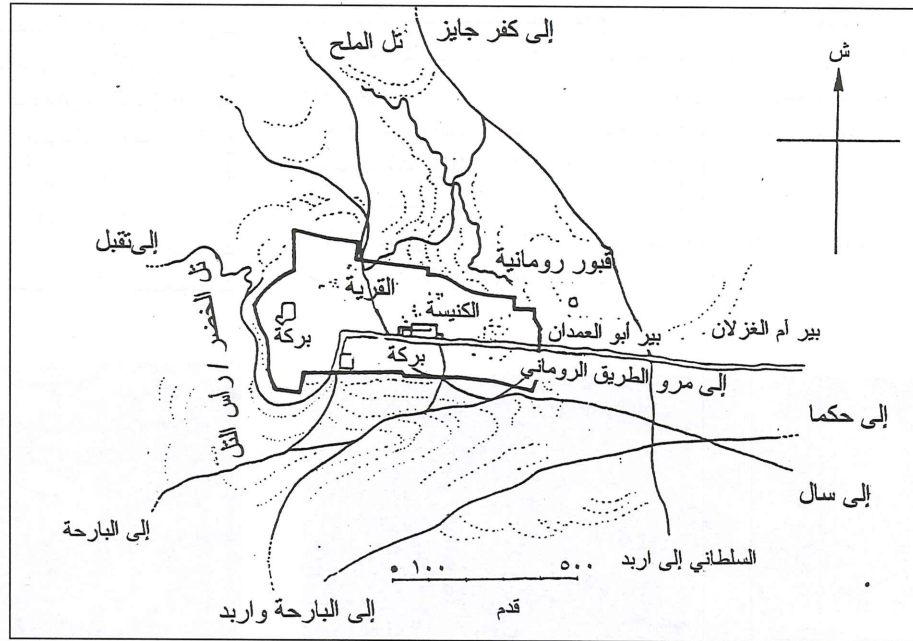 إلى كفر جايز
تل الملح
ش
إلى تقبل
قبور رومانية
القرية
الكنيسة
تل الخضر / راس التل
بركة
بير أبو العمدان
بير أم الغزلان
بركة
إلى مرو الطريق الروماني
إلى حكما
إلى سال
إلى البارحة
السلطاني إلى اربد
٠ ١٠٠ ٥٠٠
قدم
إلى البارحة واربد